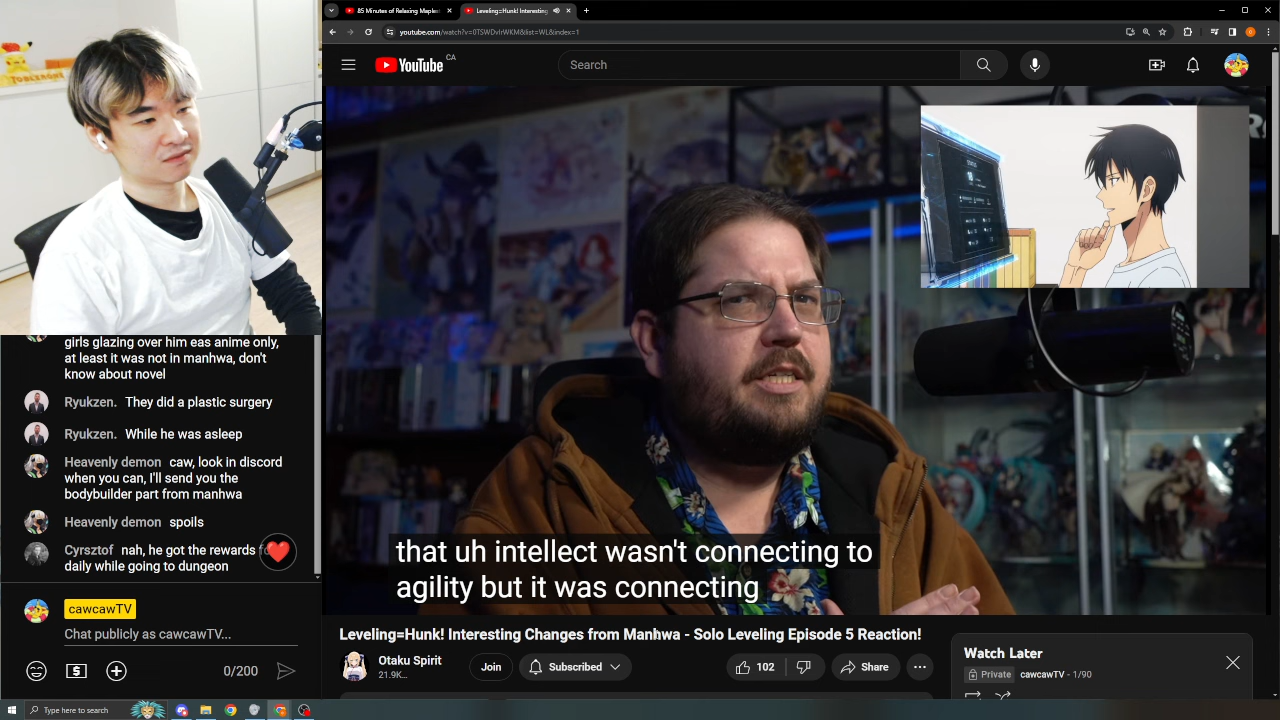 85 Minutes of Relaxing Maples
Leveling=Hunk! Interesting
youtube.com/watch?v=0TSWDvIrWKM&list=WL&index=1
YouTube CA
Search
TOBLERONE
that uh intellect wasn't connecting to
agility but it was connecting
girls glazing over him eas anime only,
at least it was not in manhwa, don't
know about novel
Ryukzen. They did a plastic surgery
Ryukzen. While he was asleep
Heavenly demon caw, look in discord
when you can, I'll send you the
bodybuilder part from manhwa
Heavenly demon spoils
Cyrsztof nah, he got the rewards
daily while going to dungeon
cawcawTV
Chat publicly as cawcawTV...
0/200
Leveling=Hunk! Interesting Changes from Manhwa - Solo Leveling Episode 5 Reaction!
Otaku Spirit
21.9K...
Join
Subscribed
102
Share
Watch Later
Private cawcawTV - 1/90
Type here to search